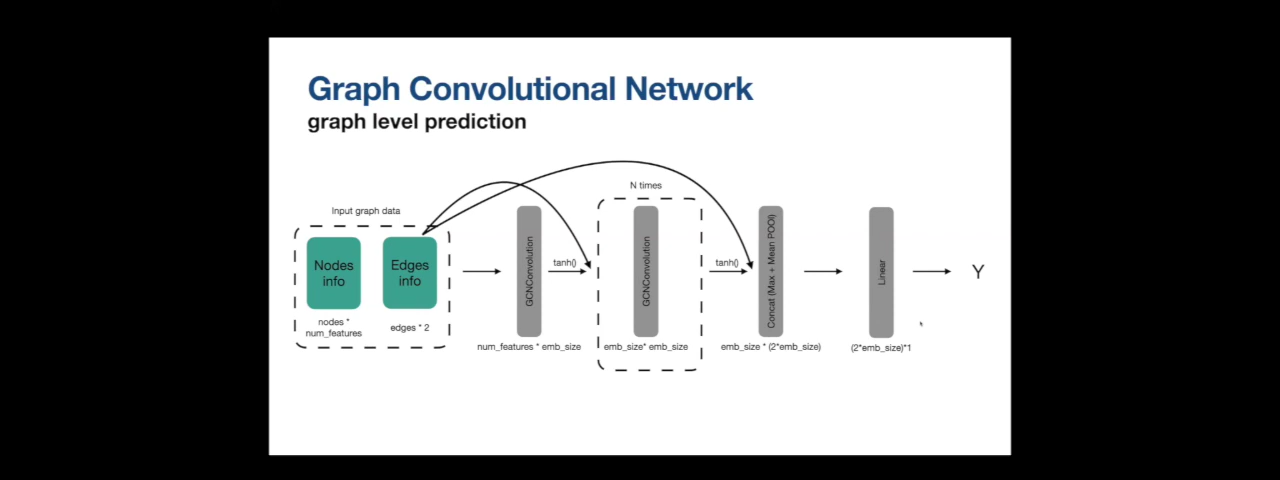 Graph Convolutional Network
graph level prediction
N times
Input graph data
Nodes
info
Edges
info
nodes *
num_features
edges * 2
GCNConvolution
num_features * emb_size
tanh()
GCNConvolution
emb_size* emb_size
tanh()
Concat (Max + Mean POOl)
emb_size * (2*emb_size)
Linear
(2*emb_size)*1
Y